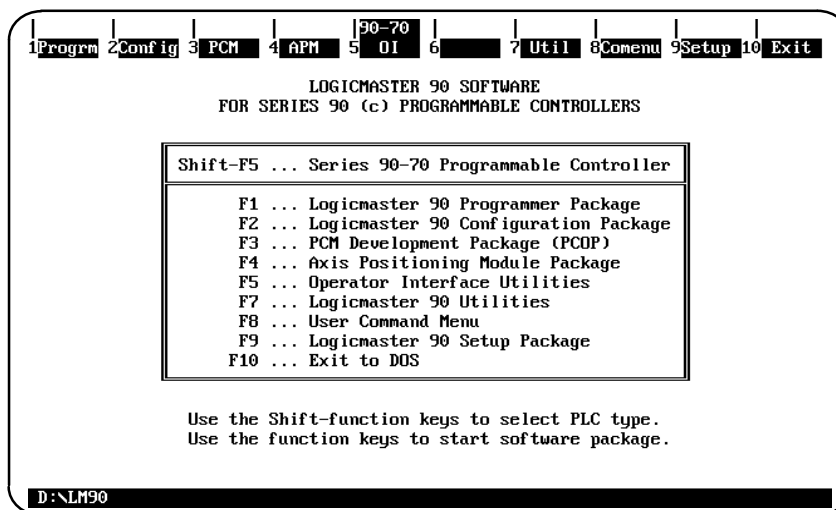 90-70
1Progrm 2Config 3 PCM 4 APM 5 OI 6 7 Util 8Comenu 9Setup 10 Exit
LOGICMASTER 90 SOFTWARE
FOR SERIES 90 (c) PROGRAMMABLE CONTROLLERS
Shift-F5 ... Series 90-70 Programmable Controller
F1 ... Logicmaster 90 Programmer Package
F2 ... Logicmaster 90 Configuration Package
F3 ... PCM Development Package (PCOP)
F4 ... Axis Positioning Module Package
F5 ... Operator Interface Utilities
F7 ... Logicmaster 90 Utilities
F8 ... User Command Menu
F9 ... Logicmaster 90 Setup Package
F10 ... Exit to DOS
Use the Shift-function keys to select PLC type.
Use the function keys to start software package.
D:\LM90